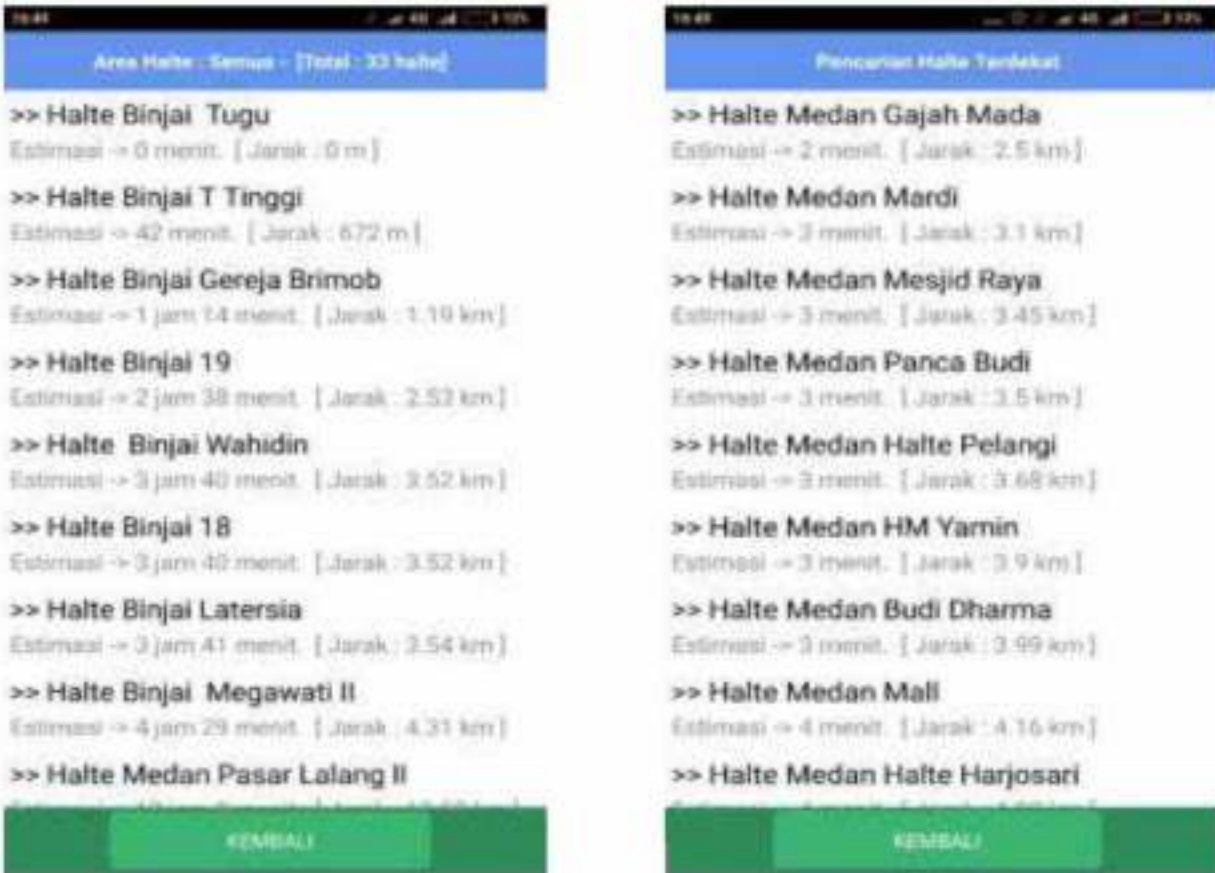 Area Halte : Semua - [Total : 33 halte]
>> Halte Binjai Tugu
Estimasi -> 0 menit. [ Jarak : 0 m ]
>> Halte Binjai T Tinggi
Estimasi -> 42 menit. [ Jarak : 672 m ]
>> Halte Binjai Gereja Brimob
Estimasi -> 1 jam 14 menit. [ Jarak : 1.19 km ]
>> Halte Binjai 19
Estimasi -> 2 jam 38 menit. [ Jarak : 2.53 km ]
>> Halte Binjai Wahidin
Estimasi -> 3 jam 40 menit. [ Jarak : 3.52 km ]
>> Halte Binjai 18
Estimasi -> 3 jam 40 menit. [ Jarak : 3.52 km ]
>> Halte Binjai Latersia
Estimasi -> 3 jam 41 menit. [ Jarak : 3.54 km ]
>> Halte Binjai Megawati II
Estimasi -> 4 jam 29 menit. [ Jarak : 4.31 km ]
>> Halte Medan Pasar Lalang II
KEMBALI
Pencarian Halte Terdekat
>> Halte Medan Gajah Mada
Estimasi -> 2 menit. [ Jarak : 2.5 km ]
>> Halte Medan Mardi
Estimasi -> 3 menit. [ Jarak : 3.1 km ]
>> Halte Medan Mesjid Raya
Estimasi -> 3 menit. [ Jarak : 3.45 km ]
>> Halte Medan Panca Budi
Estimasi -> 3 menit. [ Jarak : 3.5 km ]
>> Halte Medan Halte Pelangi
Estimasi -> 3 menit. [ Jarak : 3.68 km ]
>> Halte Medan HM Yamin
Estimasi -> 3 menit. [ Jarak : 3.9 km ]
>> Halte Medan Budi Dharma
Estimasi -> 3 menit. [ Jarak : 3.99 km ]
>> Halte Medan Mall
Estimasi -> 4 menit. [ Jarak : 4.16 km ]
>> Halte Medan Halte Harjosari
KEMBALI